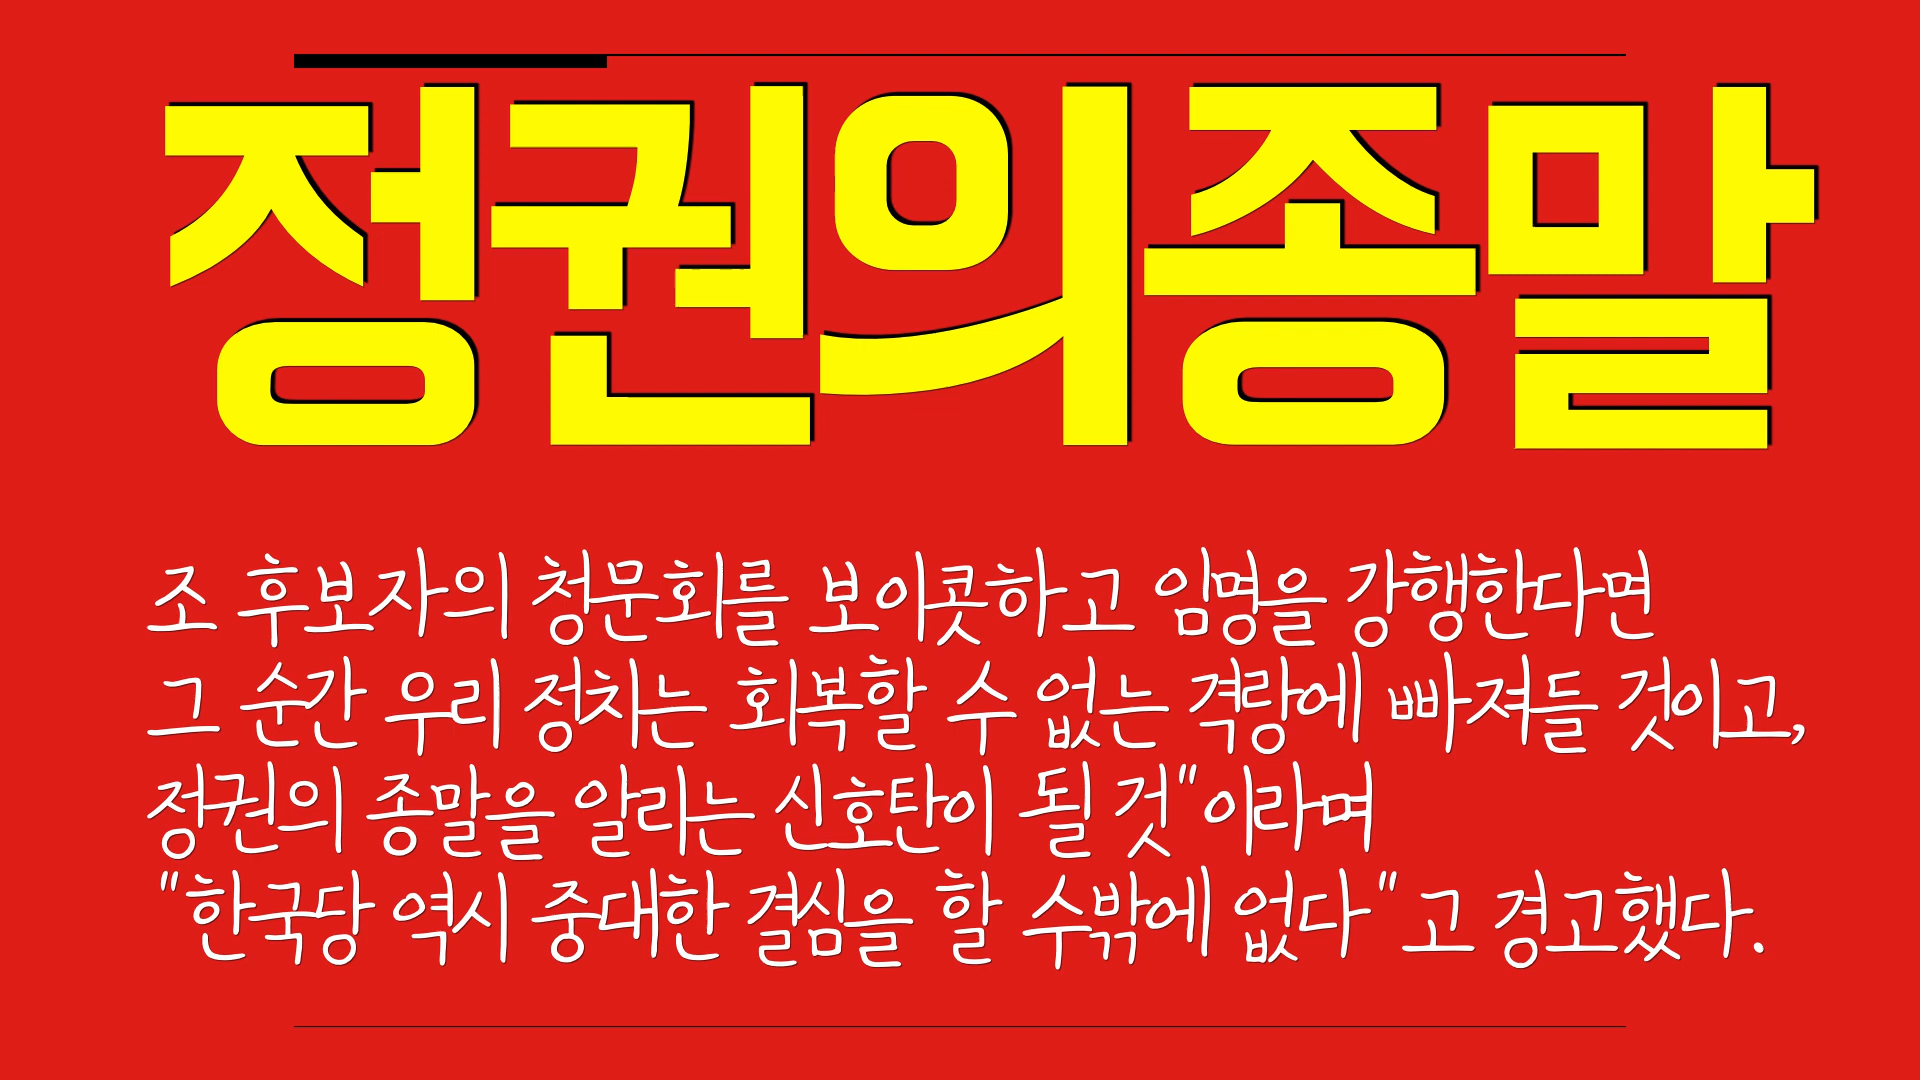 정권의종말
조 후보자의 청문회를 보이콧하고 임명을 강행한다면
그 순간 우리 정치는 회복할 수 없는 격랑에 빠져들 것이고,
정권의 종말을 알리는 신호탄이 될 것"이라며
"한국당 역시 중대한 결심을 할 수밖에 없다"고 경고했다.